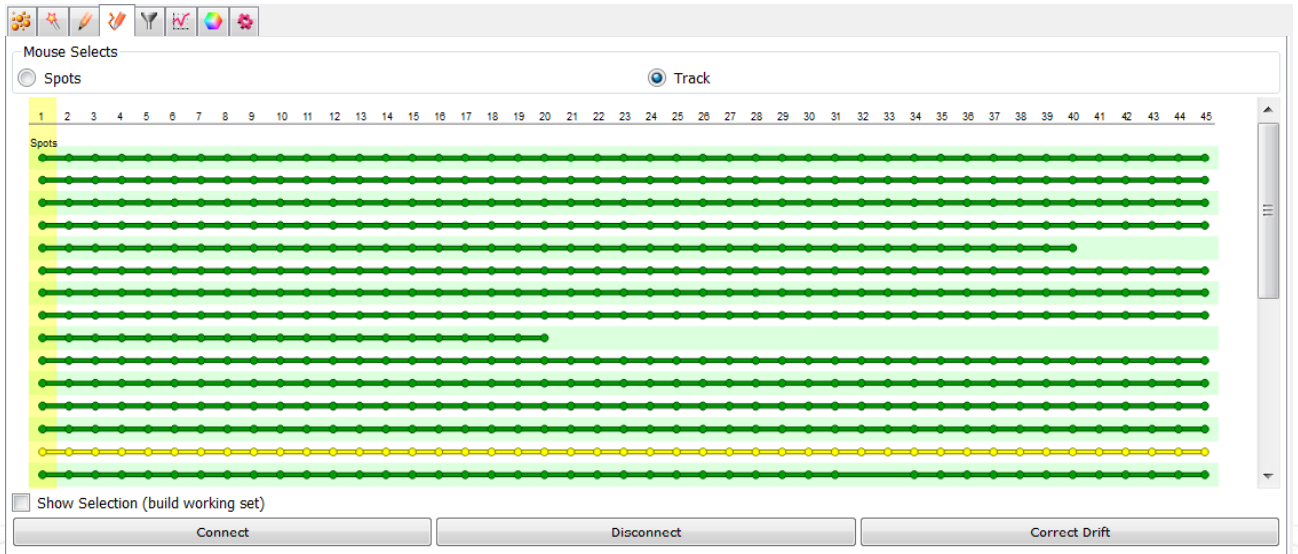 Mouse Selects
Spots Track
1 2 3 4 5 6 7 8 9 10 11 12 13 14 15 16 17 18 19 20 21 22 23 24 25 26 27 28 29 30 31 32 33 34 35 36 37 38 39 40 41 42 43 44 45
Spots
Show Selection (build working set)
Connect Disconnect Correct Drift